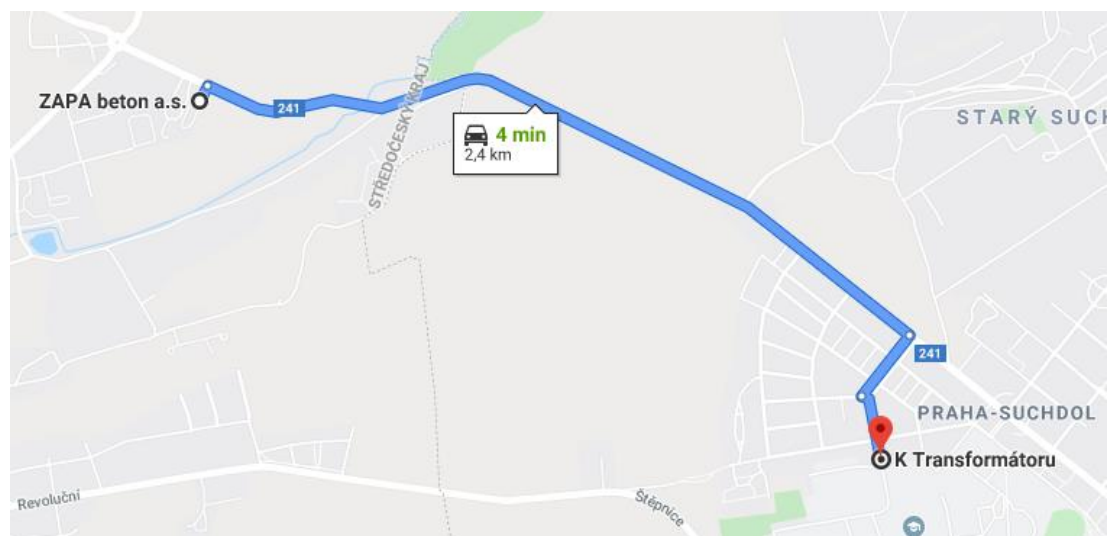 ZAPA beton a.s.
241
STŘEDOČESKÝ KRAJ
4 min
2,4 km
STARÝ SUCH
241
PRAHA-SUCHDOL
K Transformátoru
Revoluční
Štěpnice